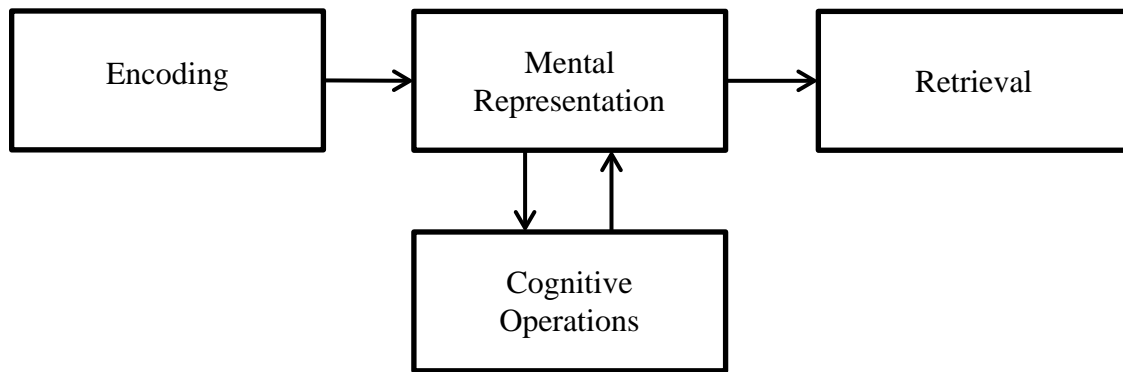 Encoding
Mental
Representation
Retrieval
Cognitive
Operations